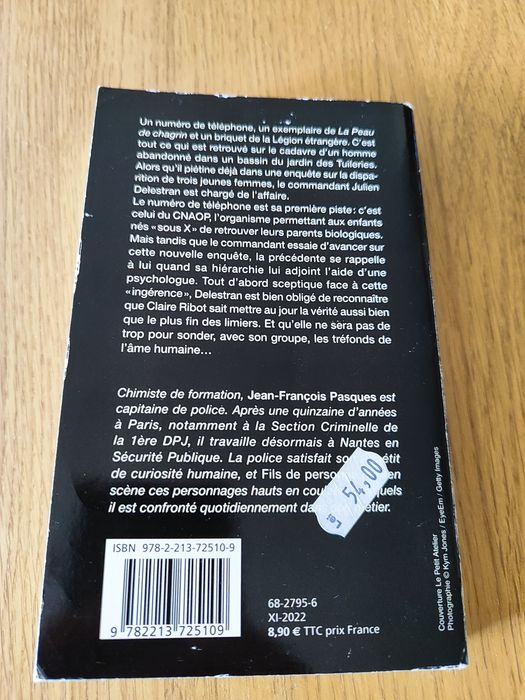 Un numéro de téléphone, un exemplaire de La Peau
de chagrin et un briquet de la Légion étrangère. C'est
tout ce qui est retrouvé sur le cadavre d'un homme
abandonné dans un bassin du jardin des Tuileries.
Alors qu'il piétine déjà dans une enquête sur la dispa-
rition de trois jeunes femmes, le commandant Julien
Delestran est chargé de l'affaire.
Le numéro de téléphone est sa première piste : c'est
celui du CNAOP, l'organisme permettant aux enfants
nés « sous X » de retrouver leurs parents biologiques.
Mais tandis que le commandant essaie d'avancer sur
cette nouvelle enquête, la précédente se rappelle
à lui quand sa hiérarchie lui adjoint l'aide d'une
psychologue. Tout d'abord sceptique face à cette
« ingérence », Delestran est bien obligé de reconnaître
que Claire Ribot sait mettre au jour la vérité aussi bien
que le plus fin des limiers. Et qu'elle ne sera pas de
trop pour sonder, avec son groupe, les tréfonds de
l'âme humaine...
Chimiste de formation, Jean-François Pasques est
capitaine de police. Après une quinzaine d'années
à Paris, notamment à la Section Criminelle de
la 1ère DPJ, il travaille désormais à Nantes en
Sécurité Publique. La police satisfait so étit
de curiosité humaine, et Fils de perso en
scène ces personnages hauts en cou quels
il est confronté quotidiennement da métier.
54,00
ISBN 978-2-213-72510-9
9 782213 725109
68-2795-6
XI-2022
8,90 € TTC prix France
Couverture Le Petit Atelier
Photographie © Kym Jones / EyeEm / Getty Images